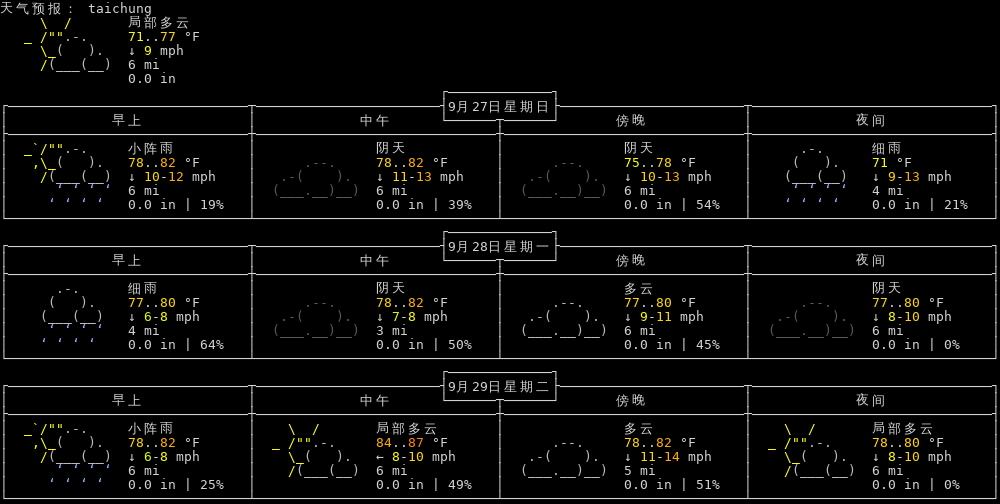 天气预报： taichung
局部多云
71..77 °F
↓ 9 mph
6 mi
0.0 in
9月27日星期日
早上 中午 傍晚 夜间
小阵雨 阴天 阴天 细雨
78..82 °F 78..82 °F 75..78 °F 71 °F
↓ 10-12 mph ↓ 11-13 mph ↓ 10-13 mph ↓ 9-13 mph
6 mi 6 mi 6 mi 4 mi
0.0 in | 19% 0.0 in | 39% 0.0 in | 54% 0.0 in | 21%
9月28日星期一
早上 中午 傍晚 夜间
细雨 阴天 多云 阴天
77..80 °F 78..82 °F 77..80 °F 77..80 °F
↓ 6-8 mph ↓ 7-8 mph ↓ 9-11 mph ↓ 8-10 mph
4 mi 3 mi 6 mi 6 mi
0.0 in | 64% 0.0 in | 50% 0.0 in | 45% 0.0 in | 0%
9月29日星期二
早上 中午 傍晚 夜间
小阵雨 局部多云 多云 局部多云
78..82 °F 84..87 °F 78..82 °F 78..80 °F
↓ 6-8 mph ← 8-10 mph ↓ 11-14 mph ↓ 8-10 mph
6 mi 6 mi 5 mi 6 mi
0.0 in | 25% 0.0 in | 49% 0.0 in | 51% 0.0 in | 0%